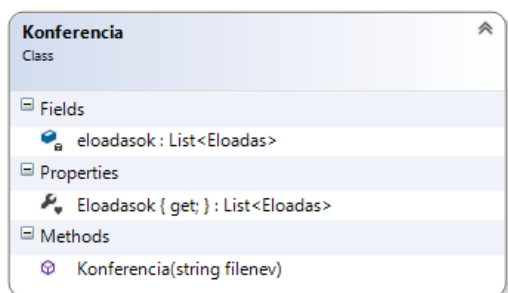 Konferencia
Class
Fields
eloadasok : List<Eloadas>
Properties
Eloadasok { get; } : List<Eloadas>
Methods
Konferencia(string filenev)